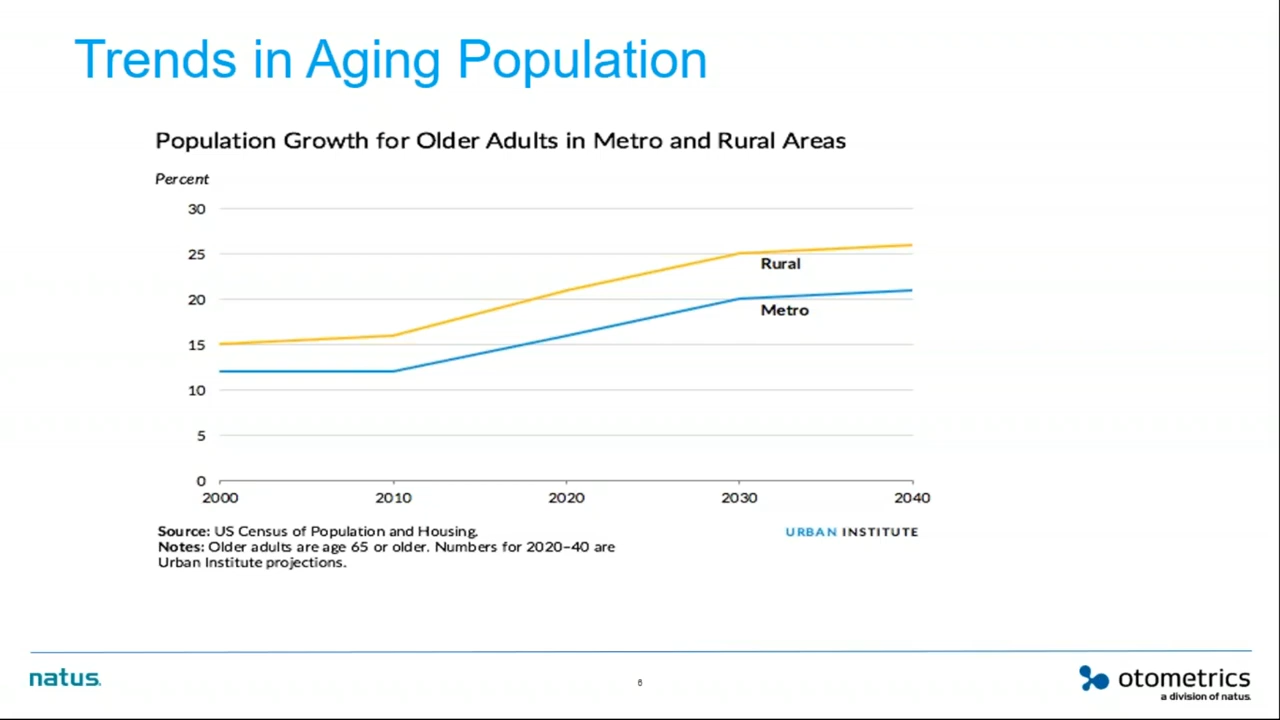 Trends in Aging Population
Population Growth for Older Adults in Metro and Rural Areas
Percent
30
25
20
15
10
5
0
Rural
Metro
2000 2010 2020 2030 2040
Source: US Census of Population and Housing.
Notes: Older adults are age 65 or older. Numbers for 2020–40 are
Urban Institute projections.
URBAN INSTITUTE
natus.
6
otometrics
a division of natus.